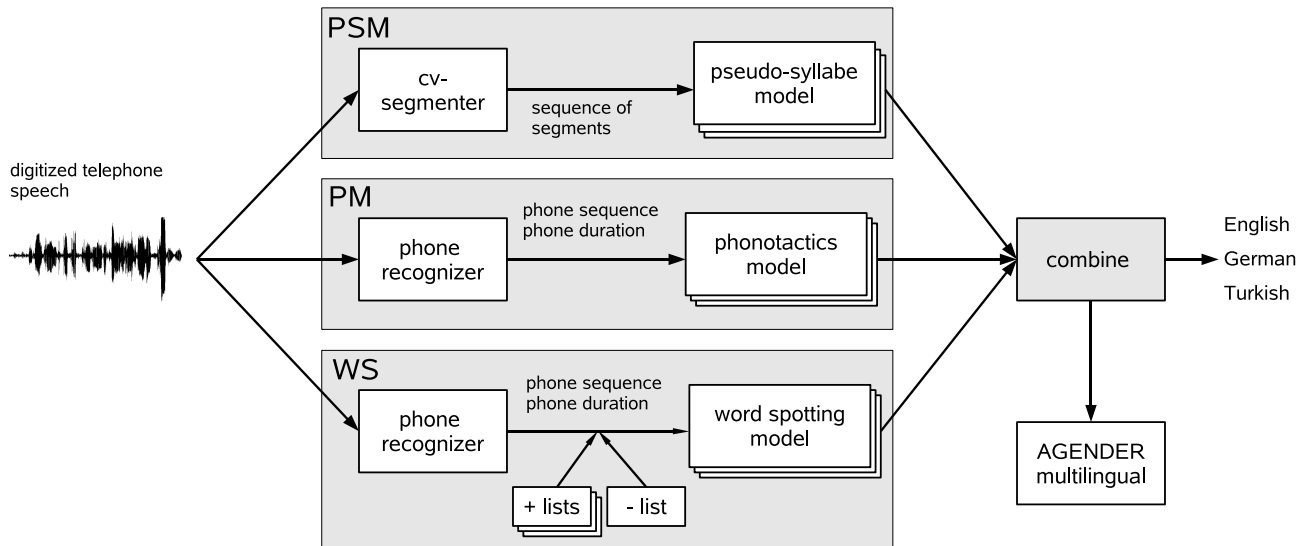 PSM
cv-
segmenter
sequence of
segments
pseudo-syllabe
model
digitized telephone
speech
PM
phone
recognizer
phone sequence
phone duration
phonotactics
model
combine
English
German
Turkish
WS
phone
recognizer
phone sequence
phone duration
word spotting
model
+ lists
- list
AGENDER
multilingual